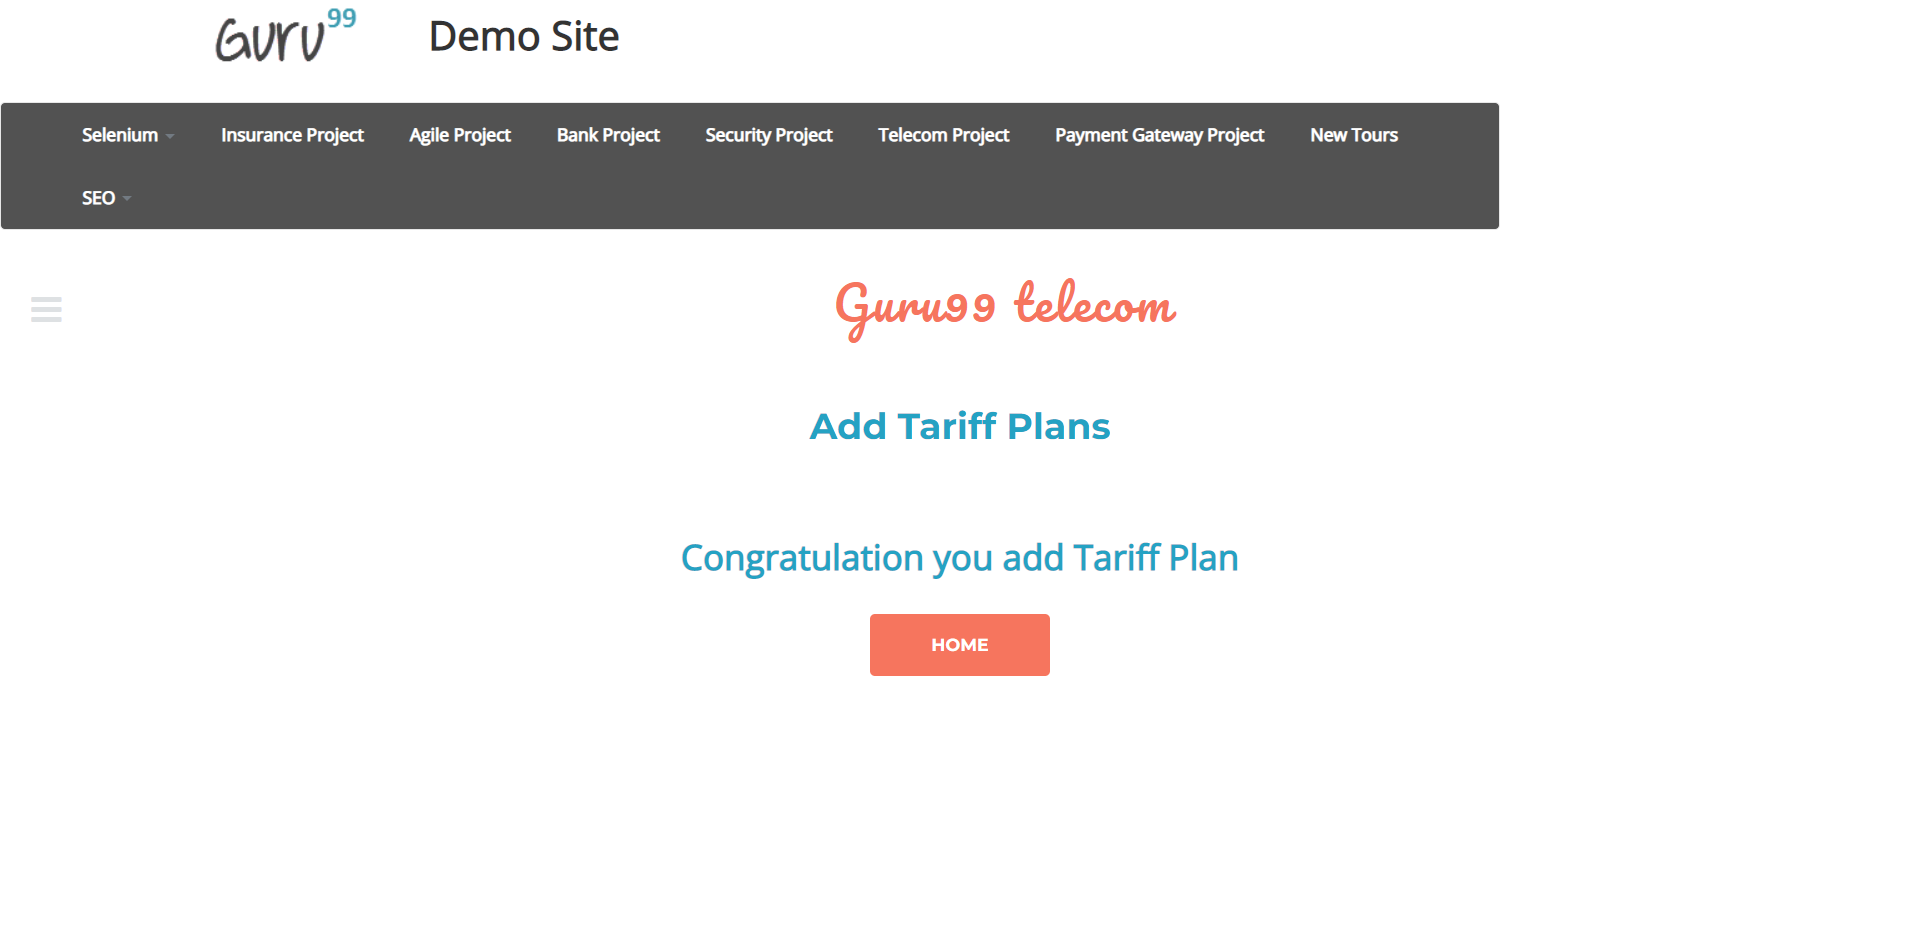 Guru99 Demo Site
Selenium Insurance Project Agile Project Bank Project Security Project Telecom Project Payment Gateway Project New Tours
SEO
Guru99 telecom
Add Tariff Plans
Congratulation you add Tariff Plan
HOME